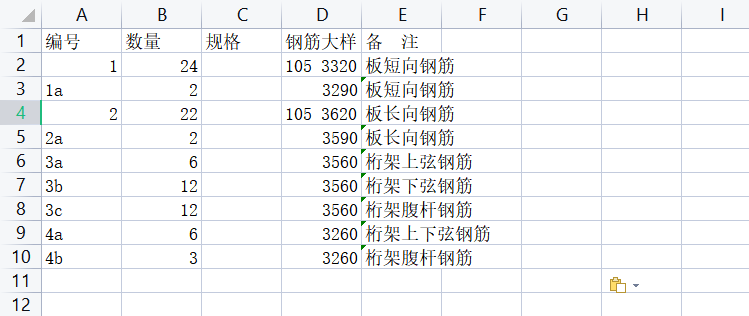 A B C D E F G H I
1 编号 数量 规格 钢筋大样 备 注
2 1 24 105 3320 板短向钢筋
3 1a 2 3290 板短向钢筋
4 2 22 105 3620 板长向钢筋
5 2a 2 3590 板长向钢筋
6 3a 6 3560 桁架上弦钢筋
7 3b 12 3560 桁架下弦钢筋
8 3c 12 3560 桁架腹杆钢筋
9 4a 6 3260 桁架上下弦钢筋
10 4b 3 3260 桁架腹杆钢筋
11
12